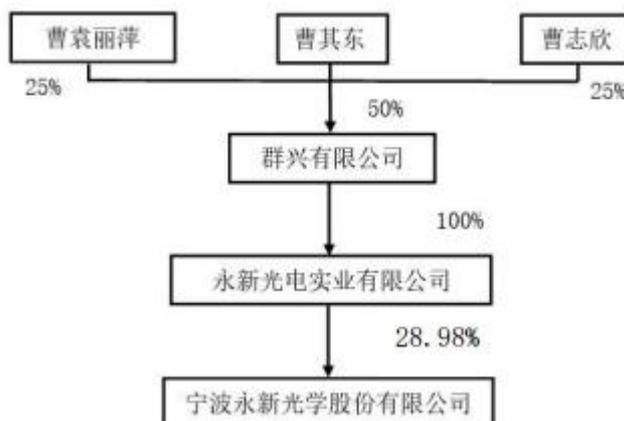 曹袁丽萍
曹其东
曹志欣
25%
50%
25%
群兴有限公司
100%
永新光电实业有限公司
28.98%
宁波永新光学股份有限公司